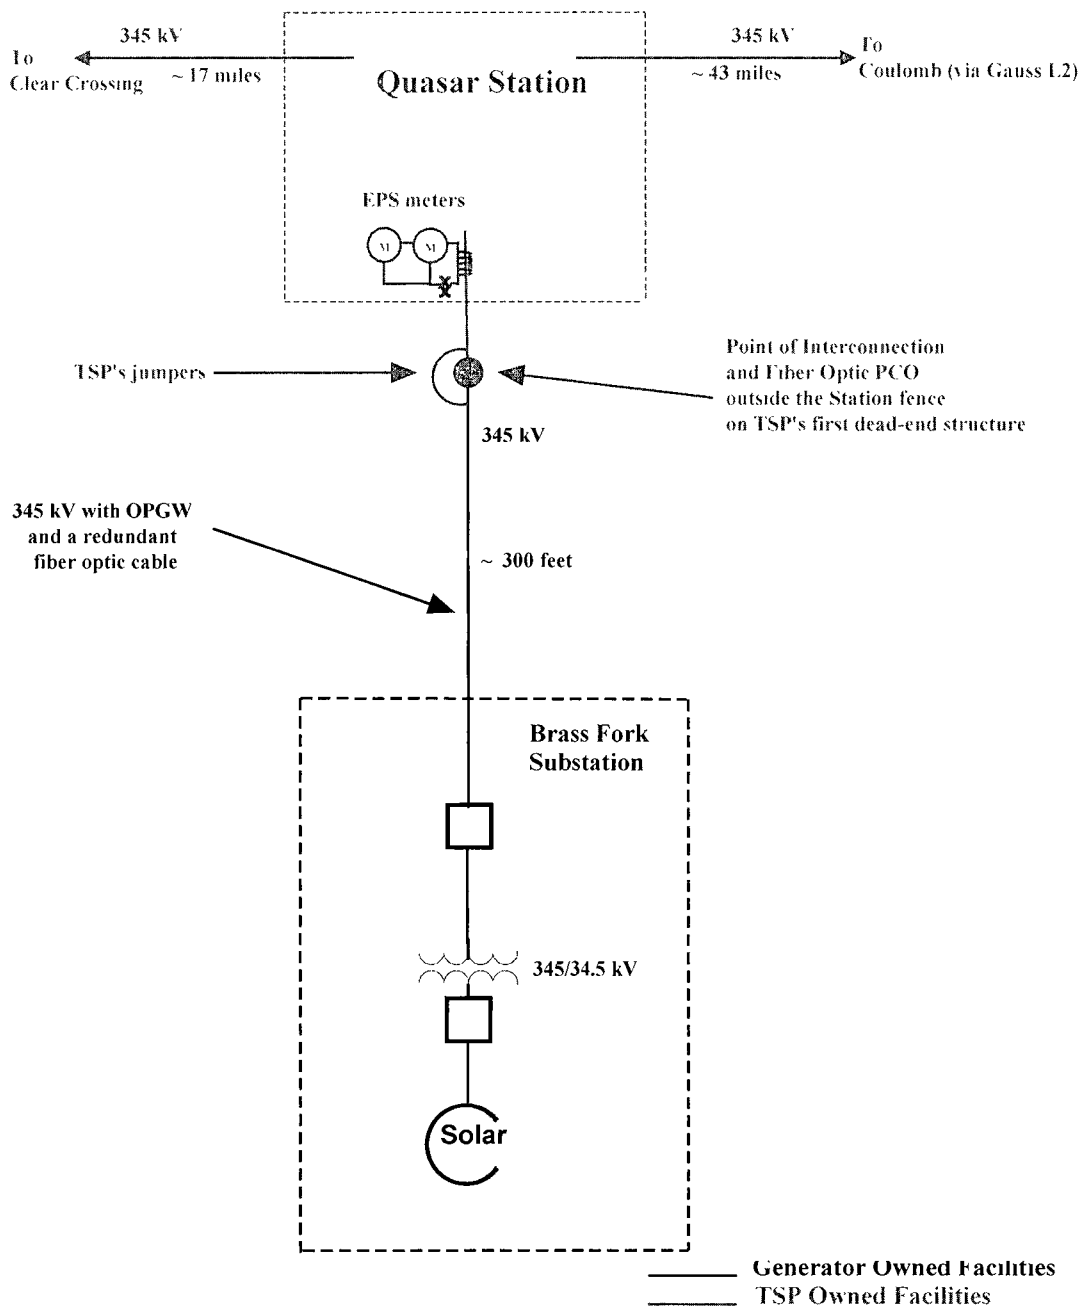 345 kV
345 kV
To
Clear Crossing
~ 17 miles
~ 43 miles
To
Coulomb (via Gauss L2)
Quasar Station
EPS meters
M M
TSP's jumpers
Point of Interconnection
and Fiber Optic PCO
outside the Station fence
on TSP's first dead-end structure
345 kV
345 kV with OPGW
and a redundant
fiber optic cable
~ 300 feet
Brass Fork
Substation
345/34.5 kV
Solar
Generator Owned Facilities
TSP Owned Facilities